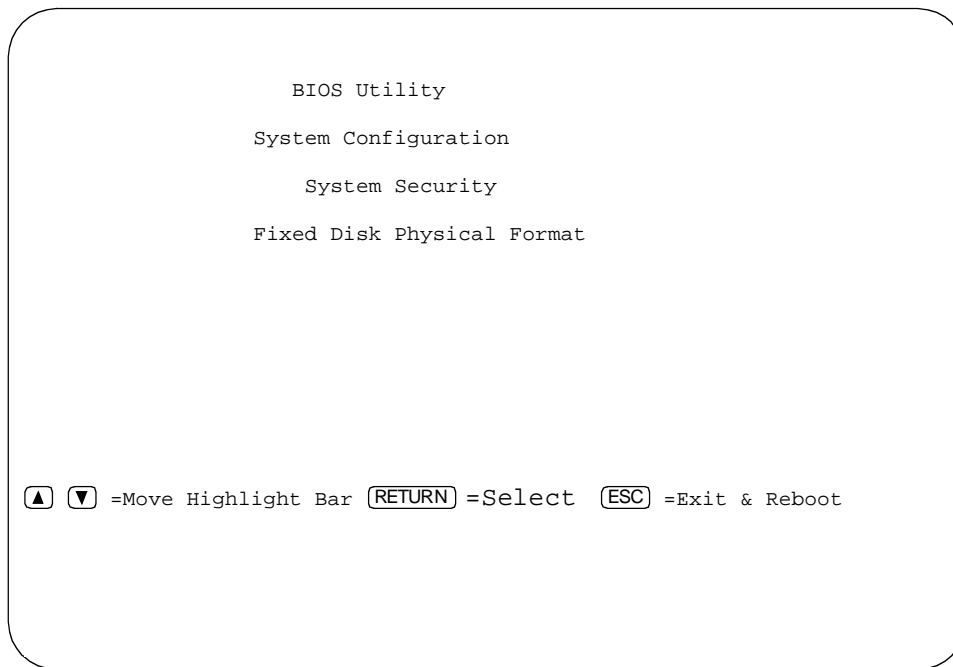 BIOS Utility
System Configuration
System Security
Fixed Disk Physical Format
▲ ▼ =Move Highlight Bar RETURN =Select ESC =Exit & Reboot